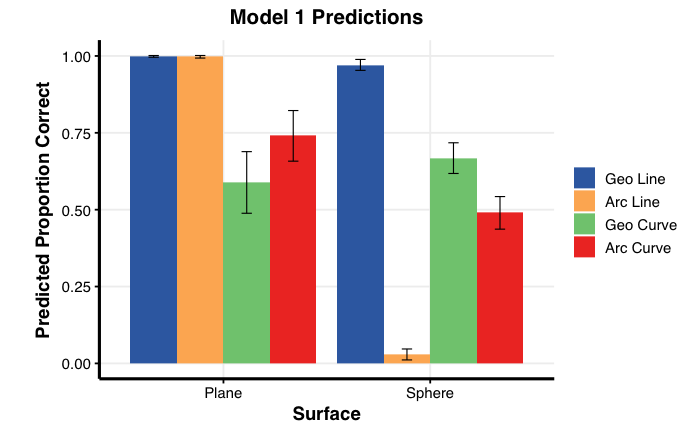 Model 1 Predictions
Predicted Proportion Correct
1.00
0.75
0.50
0.25
0.00
Plane
Sphere
Surface
Geo Line
Arc Line
Geo Curve
Arc Curve